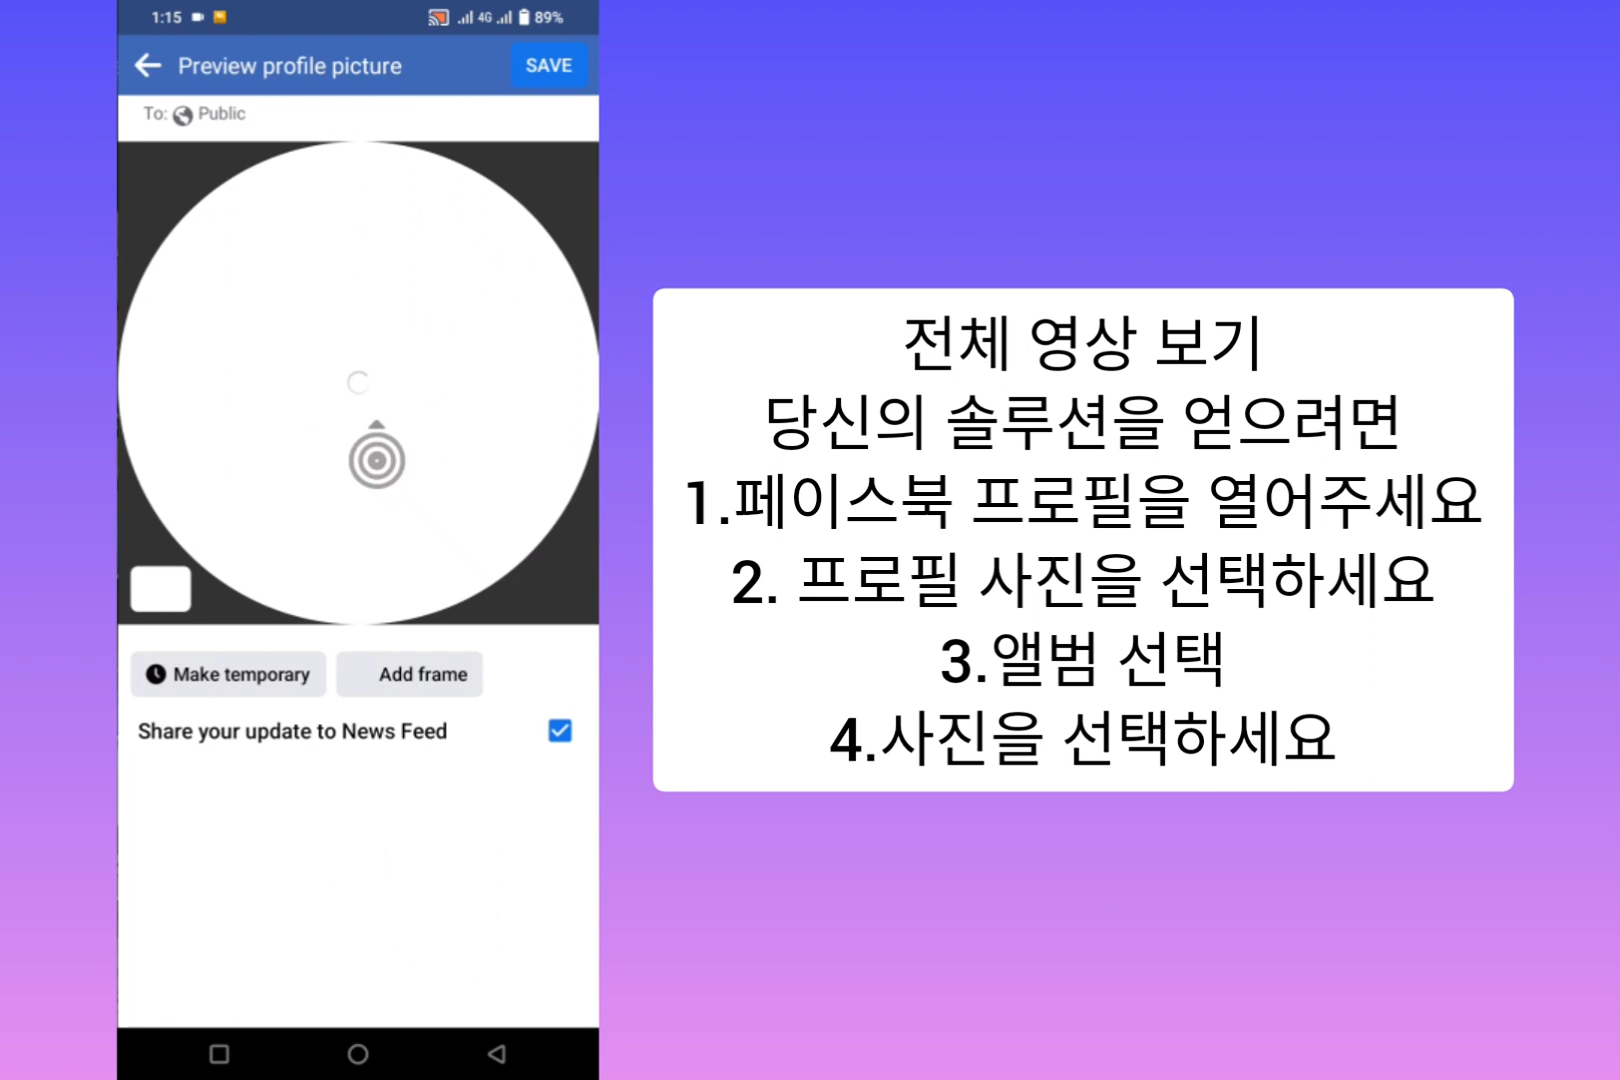 1:15
4G
89%
Preview profile picture
SAVE
To: Public
Make temporary
Add frame
Share your update to News Feed
전체 영상 보기
당신의 솔루션을 얻으려면
1.페이스북 프로필을 열어주세요
2. 프로필 사진을 선택하세요
3.앨범 선택
4.사진을 선택하세요